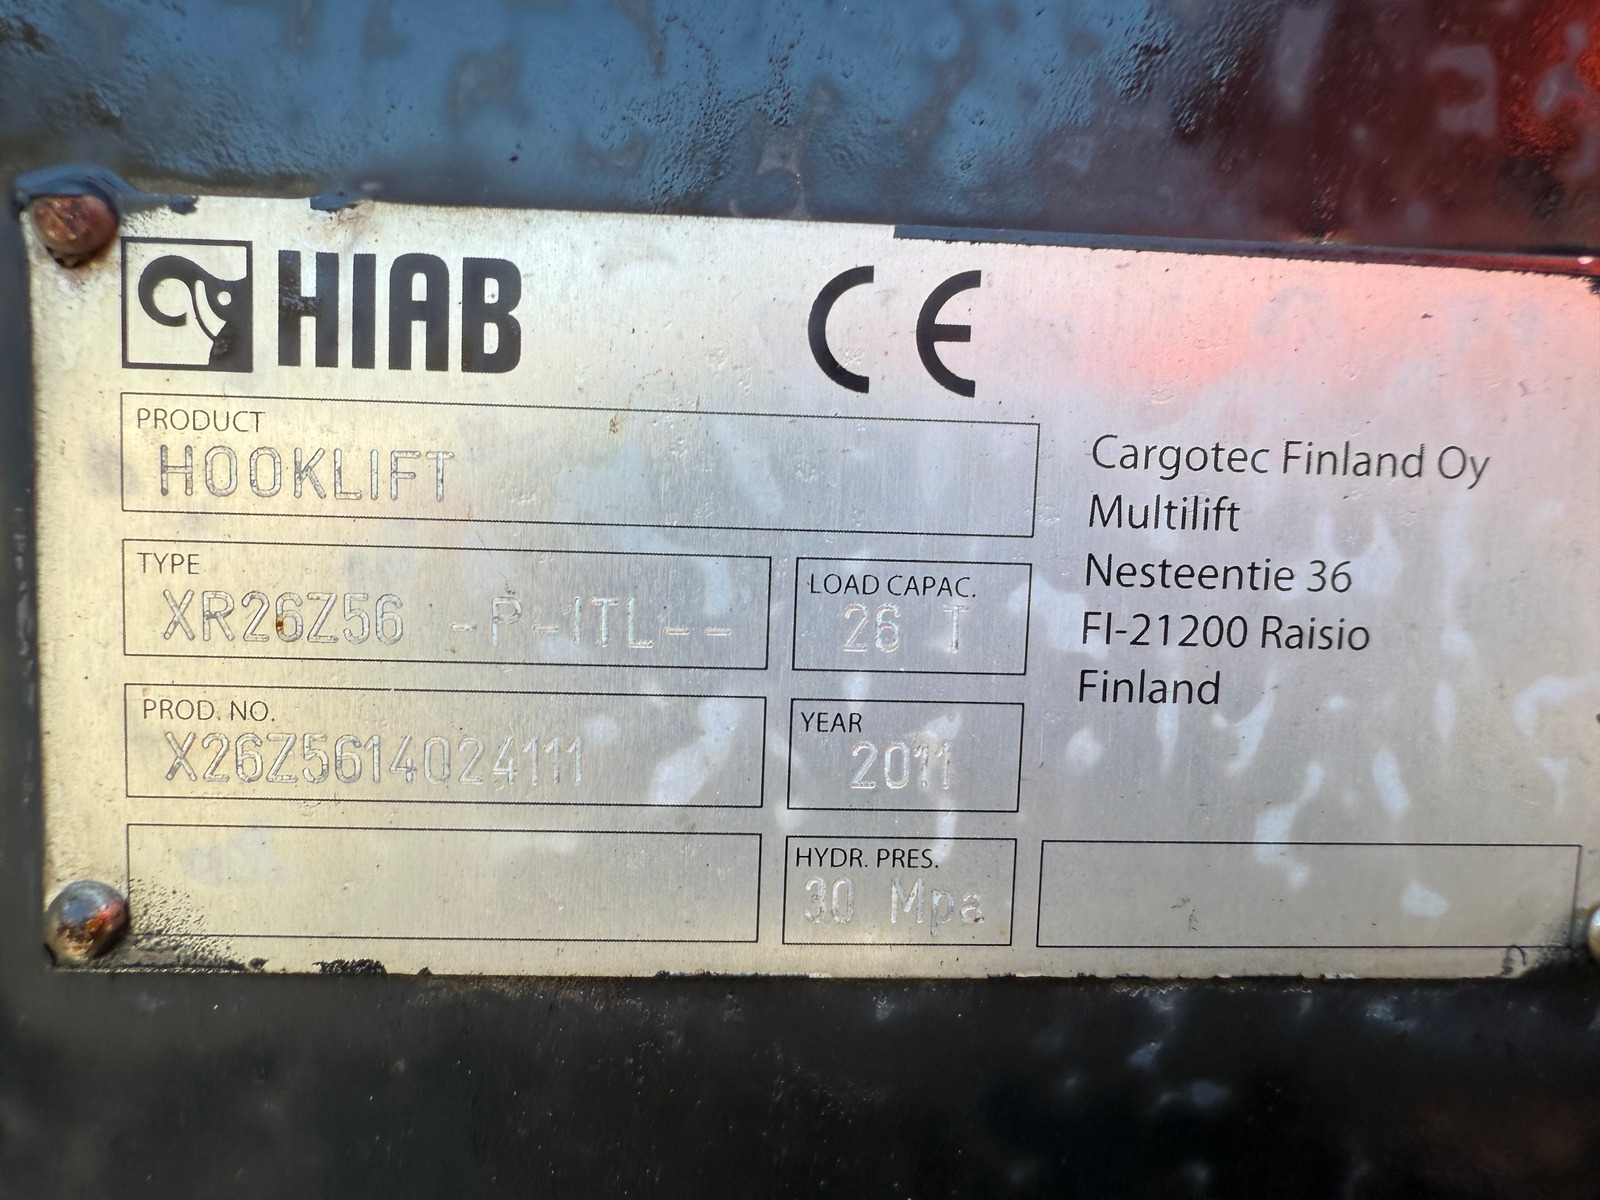 HIAB CE
PRODUCT
HOOKLIFT
TYPE
XR26Z56 -P-ITL--
LOAD CAPAC.
26 T
PROD. NO.
X26Z5614024111
YEAR
2011
HYDR. PRES.
30 Mpa
Cargotec Finland Oy
Multilift
Nesteentie 36
FI-21200 Raisio
Finland